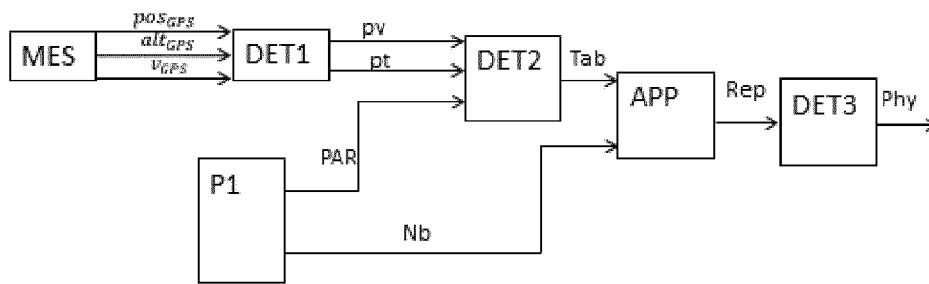 pos_GPS
alt_GPS
v_GPS
MES
DET1
pv
pt
DET2
Tab
APP
Rep
DET3
Phy
PAR
P1
Nb